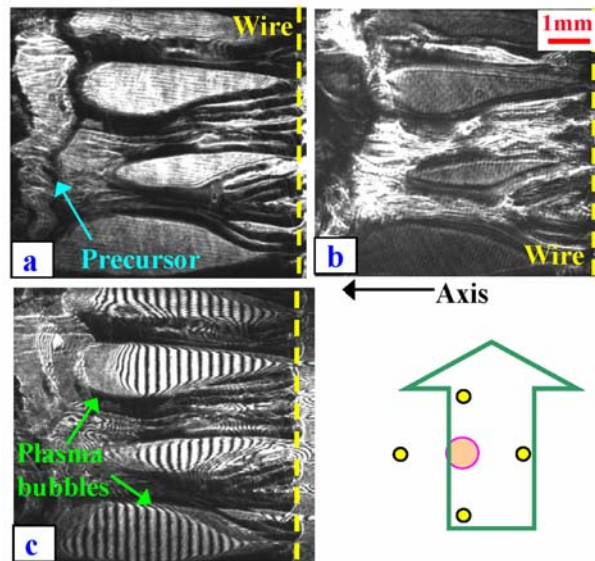 Wire
1mm
Precursor
a
b
Wire
Axis
Plasma
bubbles
c